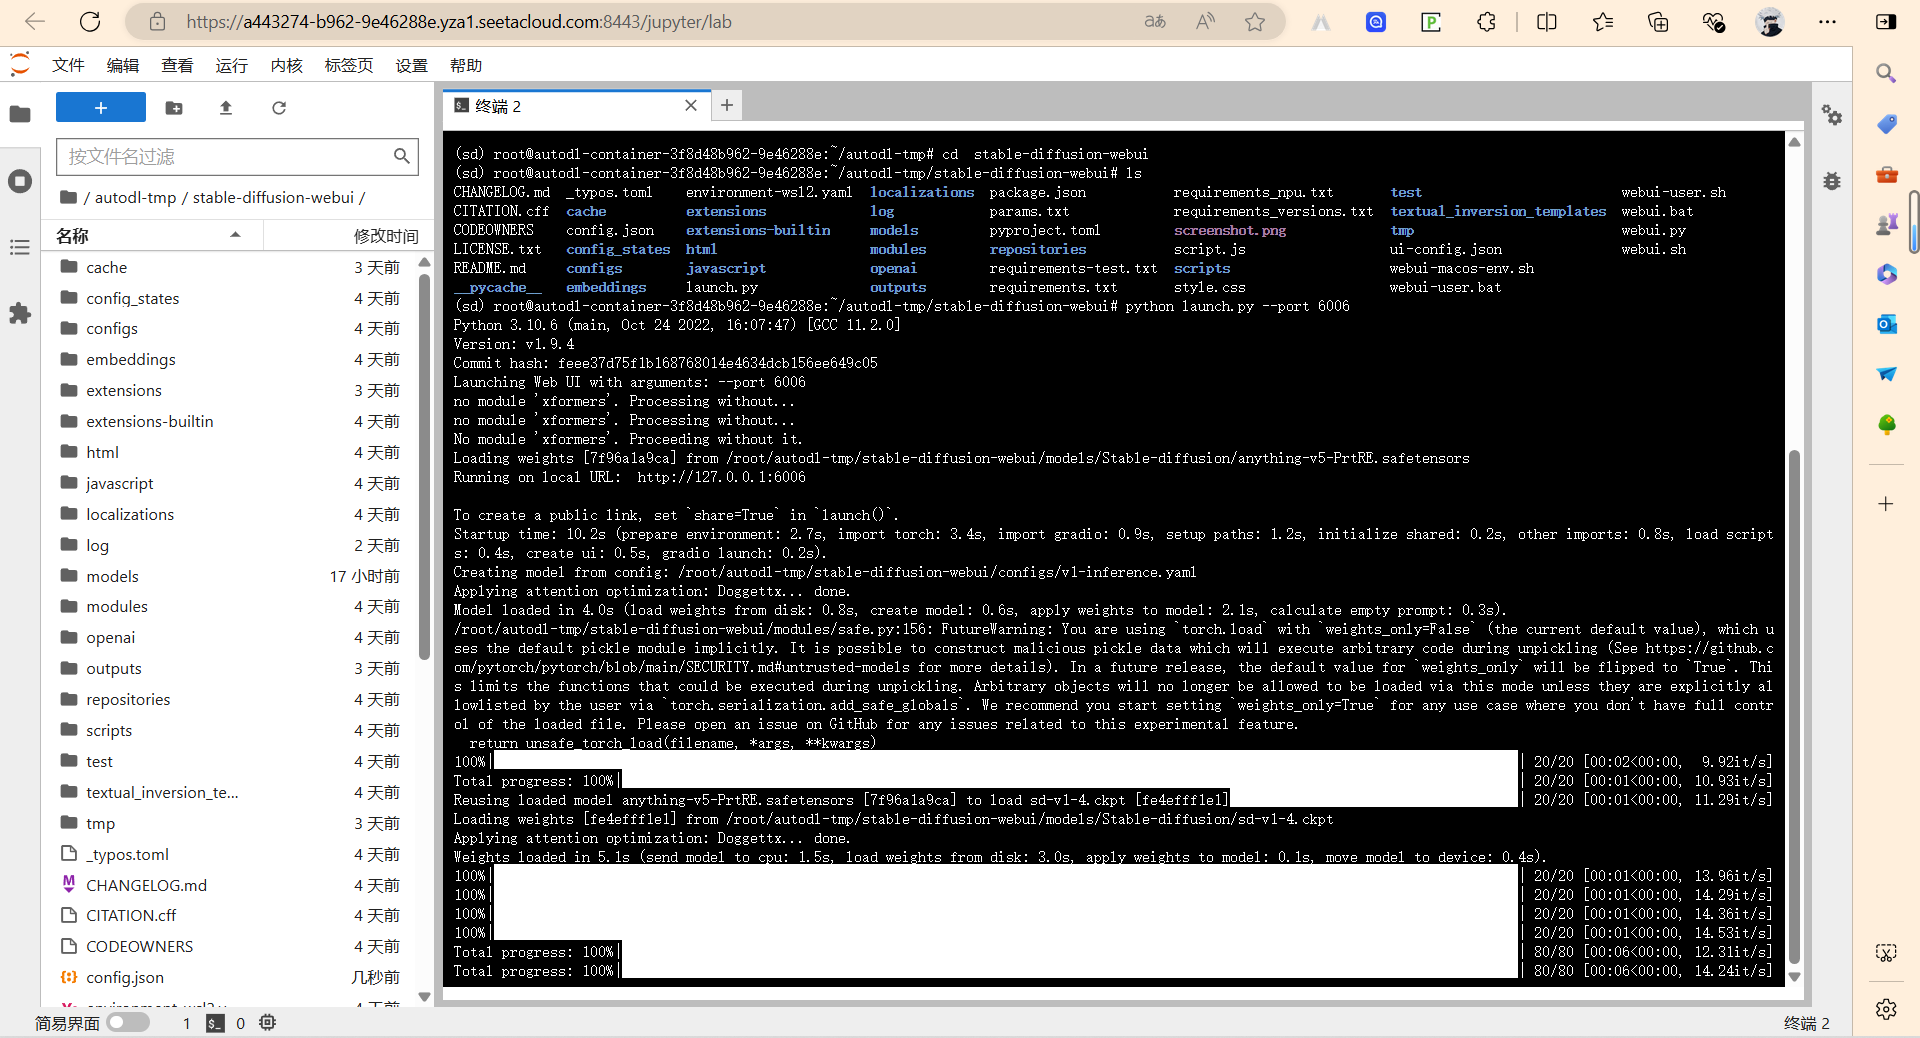 https://a443274-b962-9e46288e.yza1.seetacloud.com:8443/jupyter/lab
文件 编辑 查看 运行 内核 标签页 设置 帮助
终端 2
按文件名过滤
/ autodl-tmp / stable-diffusion-webui /
名称 修改时间
cache 3 天前
config_states 4 天前
configs 4 天前
embeddings 4 天前
extensions 3 天前
extensions-builtin 4 天前
html 4 天前
javascript 4 天前
localizations 4 天前
log 2 天前
models 17 小时前
modules 4 天前
openai 4 天前
outputs 3 天前
repositories 4 天前
scripts 4 天前
test 4 天前
textual_inversion_te... 4 天前
tmp 3 天前
_typos.toml 4 天前
CHANGELOG.md 4 天前
CITATION.cff 4 天前
CODEOWNERS 4 天前
config.json 几秒前
(sd) root@autodl-container-3f8d48b962-9e46288e:~/autodl-tmp# cd  stable-diffusion-webui
(sd) root@autodl-container-3f8d48b962-9e46288e:~/autodl-tmp/stable-diffusion-webui# ls
CHANGELOG.md _typos.toml environment-wsl2.yaml localizations package.json requirements_npu.txt test webui-user.sh
CITATION.cff cache extensions log params.txt requirements_versions.txt textual_inversion_templates webui.bat
CODEOWNERS config.json extensions-builtin models pyproject.toml screenshot.png tmp webui.py
LICENSE.txt config_states html modules repositories script.js ui-config.json webui.sh
README.md configs javascript openai requirements-test.txt scripts webui-macos-env.sh
__pycache__ embeddings launch.py outputs requirements.txt style.css webui-user.bat
(sd) root@autodl-container-3f8d48b962-9e46288e:~/autodl-tmp/stable-diffusion-webui# python launch.py --port 6006
Python 3.10.6 (main, Oct 24 2022, 16:07:47) [GCC 11.2.0]
Version: v1.9.4
Commit hash: feee37d75f1b168768014e4634dcb156ee649c05
Launching Web UI with arguments: --port 6006
no module 'xformers'. Processing without...
no module 'xformers'. Processing without...
No module 'xformers'. Proceeding without it.
Loading weights [7f96a1a9ca] from /root/autodl-tmp/stable-diffusion-webui/models/Stable-diffusion/anything-v5-PrtRE.safetensors
Running on local URL:  http://127.0.0.1:6006
To create a public link, set `share=True` in `launch()`.
Startup time: 10.2s (prepare environment: 2.7s, import torch: 3.4s, import gradio: 0.9s, setup paths: 1.2s, initialize shared: 0.2s, other imports: 0.8s, load script
s: 0.4s, create ui: 0.5s, gradio launch: 0.2s).
Creating model from config: /root/autodl-tmp/stable-diffusion-webui/configs/v1-inference.yaml
Applying attention optimization: Doggettx... done.
Model loaded in 4.0s (load weights from disk: 0.8s, create model: 0.6s, apply weights to model: 2.1s, calculate empty prompt: 0.3s).
/root/autodl-tmp/stable-diffusion-webui/modules/safe.py:156: FutureWarning: You are using `torch.load` with `weights_only=False` (the current default value), which u
ses the default pickle module implicitly. It is possible to construct malicious pickle data which will execute arbitrary code during unpickling (See https://github.c
om/pytorch/pytorch/blob/main/SECURITY.md#untrusted-models for more details). In a future release, the default value for `weights_only` will be flipped to `True`. Thi
s limits the functions that could be executed during unpickling. Arbitrary objects will no longer be allowed to be loaded via this mode unless they are explicitly al
lowlisted by the user via `torch.serialization.add_safe_globals`. We recommend you start setting `weights_only=True` for any use case where you don't have full contr
ol of the loaded file. Please open an issue on GitHub for any issues related to this experimental feature.
return unsafe_torch_load(filename, *args, **kwargs)
100%| | 20/20 [00:02<00:00,  9.92it/s]
Total progress: 100%| | 20/20 [00:01<00:00, 10.93it/s]
Reusing loaded model anything-v5-PrtRE.safetensors [7f96a1a9ca] to load sd-v1-4.ckpt [fe4efff1e1] | 20/20 [00:01<00:00, 11.29it/s]
Loading weights [fe4efff1e1] from /root/autodl-tmp/stable-diffusion-webui/models/Stable-diffusion/sd-v1-4.ckpt
Applying attention optimization: Doggettx... done.
Weights loaded in 5.1s (send model to cpu: 1.5s, load weights from disk: 3.0s, apply weights to model: 0.1s, move model to device: 0.4s).
100%| | 20/20 [00:01<00:00, 13.96it/s]
100%| | 20/20 [00:01<00:00, 14.29it/s]
100%| | 20/20 [00:01<00:00, 14.36it/s]
100%| | 20/20 [00:01<00:00, 14.53it/s]
Total progress: 100%| | 80/80 [00:06<00:00, 12.31it/s]
Total progress: 100%| | 80/80 [00:06<00:00, 14.24it/s]
简易界面 1 0 终端 2